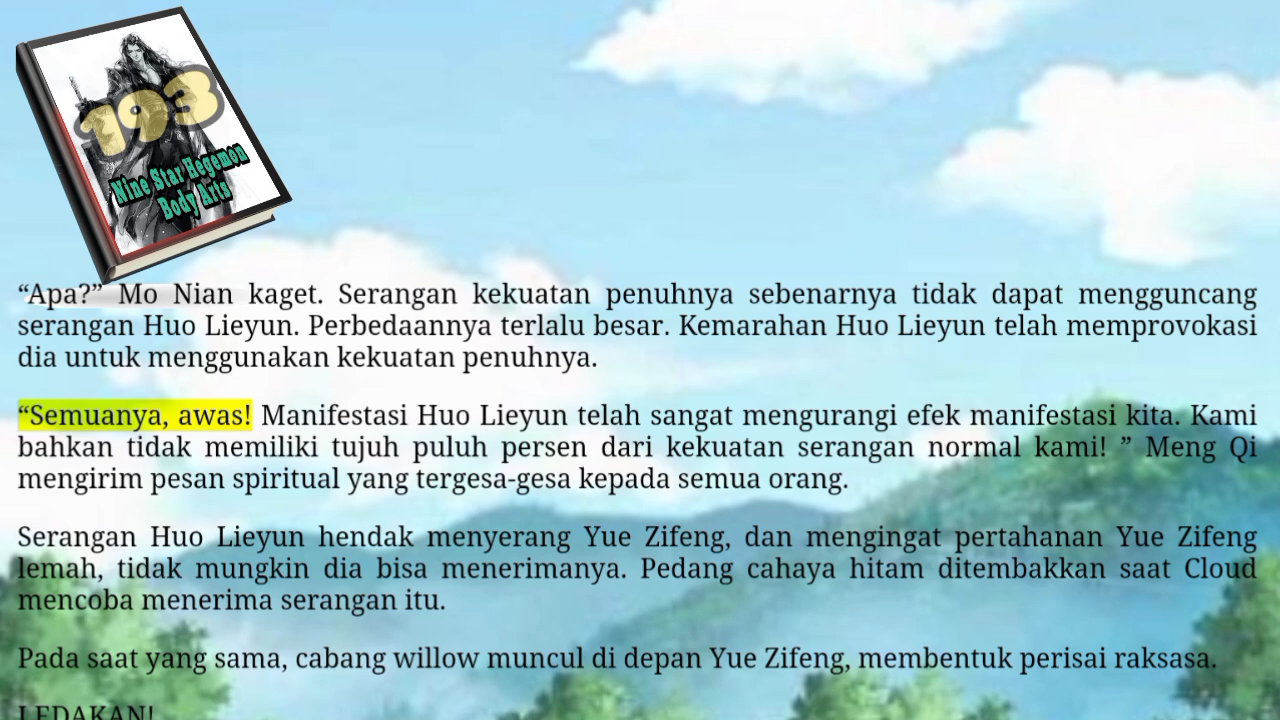 193
Nine Star Hegemon
Body Arts
“Apa?” Mo Nian kaget. Serangan kekuatan penuhnya sebenarnya tidak dapat mengguncang
serangan Huo Lieyun. Perbedaannya terlalu besar. Kemarahan Huo Lieyun telah memprovokasi
dia untuk menggunakan kekuatan penuhnya.
“Semuanya, awas! Manifestasi Huo Lieyun telah sangat mengurangi efek manifestasi kita. Kami
bahkan tidak memiliki tujuh puluh persen dari kekuatan serangan normal kami! ” Meng Qi
mengirim pesan spiritual yang tergesa-gesa kepada semua orang.
Serangan Huo Lieyun hendak menyerang Yue Zifeng, dan mengingat pertahanan Yue Zifeng
lemah, tidak mungkin dia bisa menerimanya. Pedang cahaya hitam ditembakkan saat Cloud
mencoba menerima serangan itu.
Pada saat yang sama, cabang willow muncul di depan Yue Zifeng, membentuk perisai raksasa.
LEDAKAN!